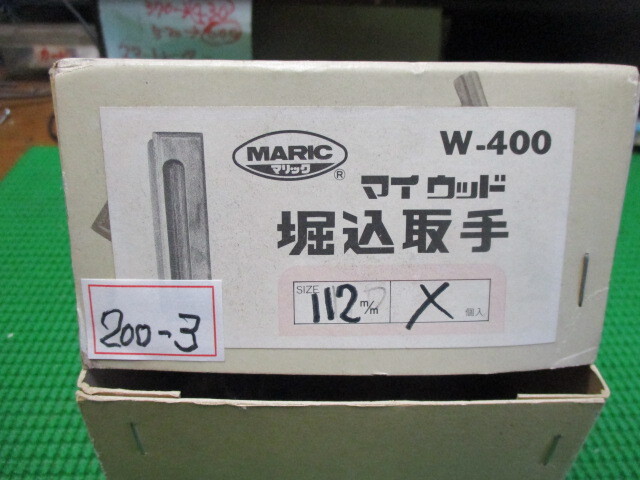 MARIC
マリック
®
W-400
マイウッド
堀込取手
SIZE
112 m/m
X 個入
200-3